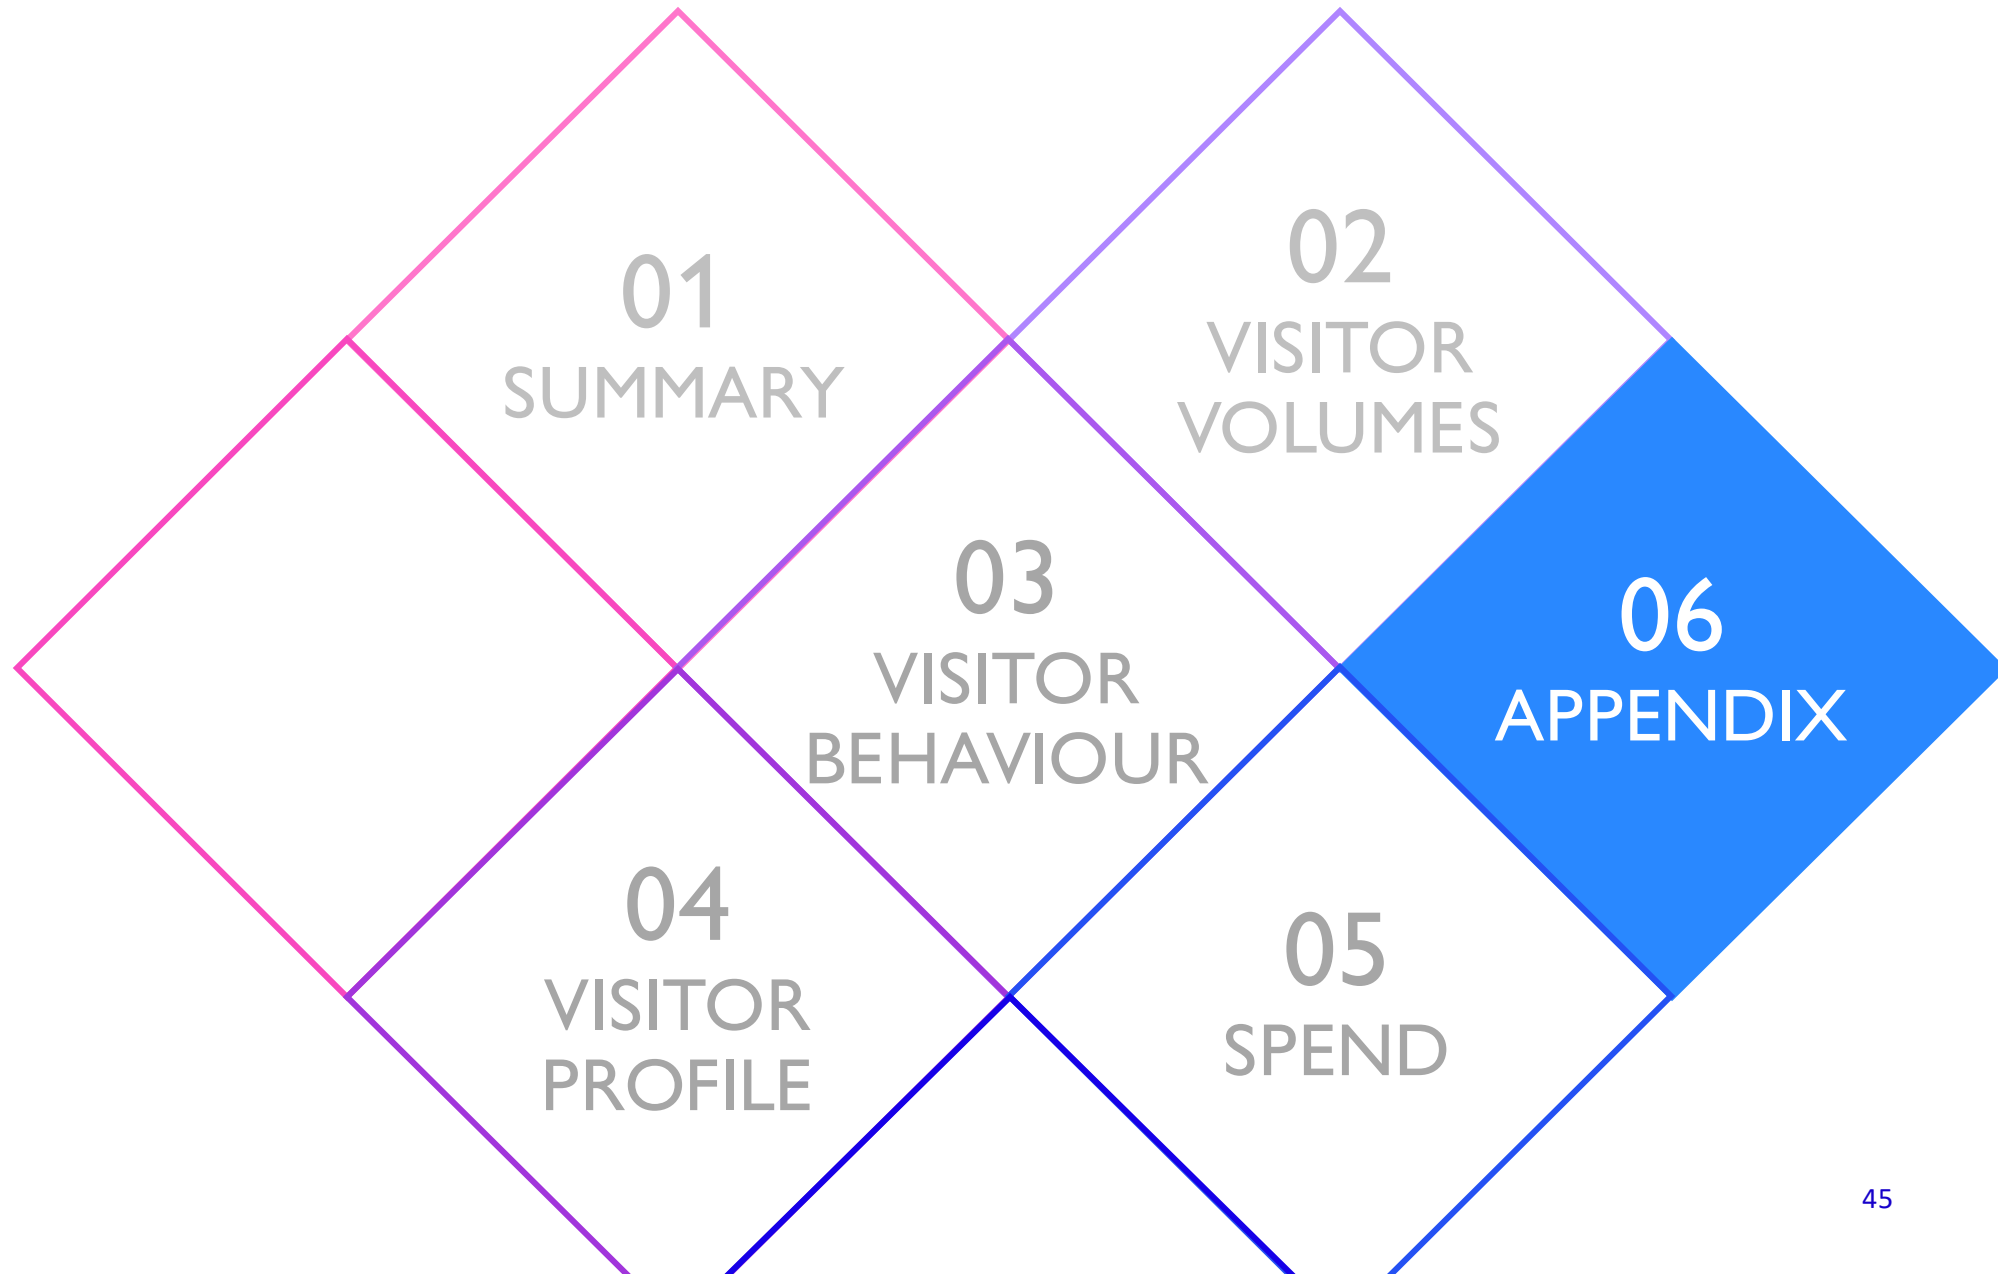 01
SUMMARY
02
VISITOR
VOLUMES
03
VISITOR
BEHAVIOUR
04
VISITOR
PROFILE
05
SPEND
06
APPENDIX
45